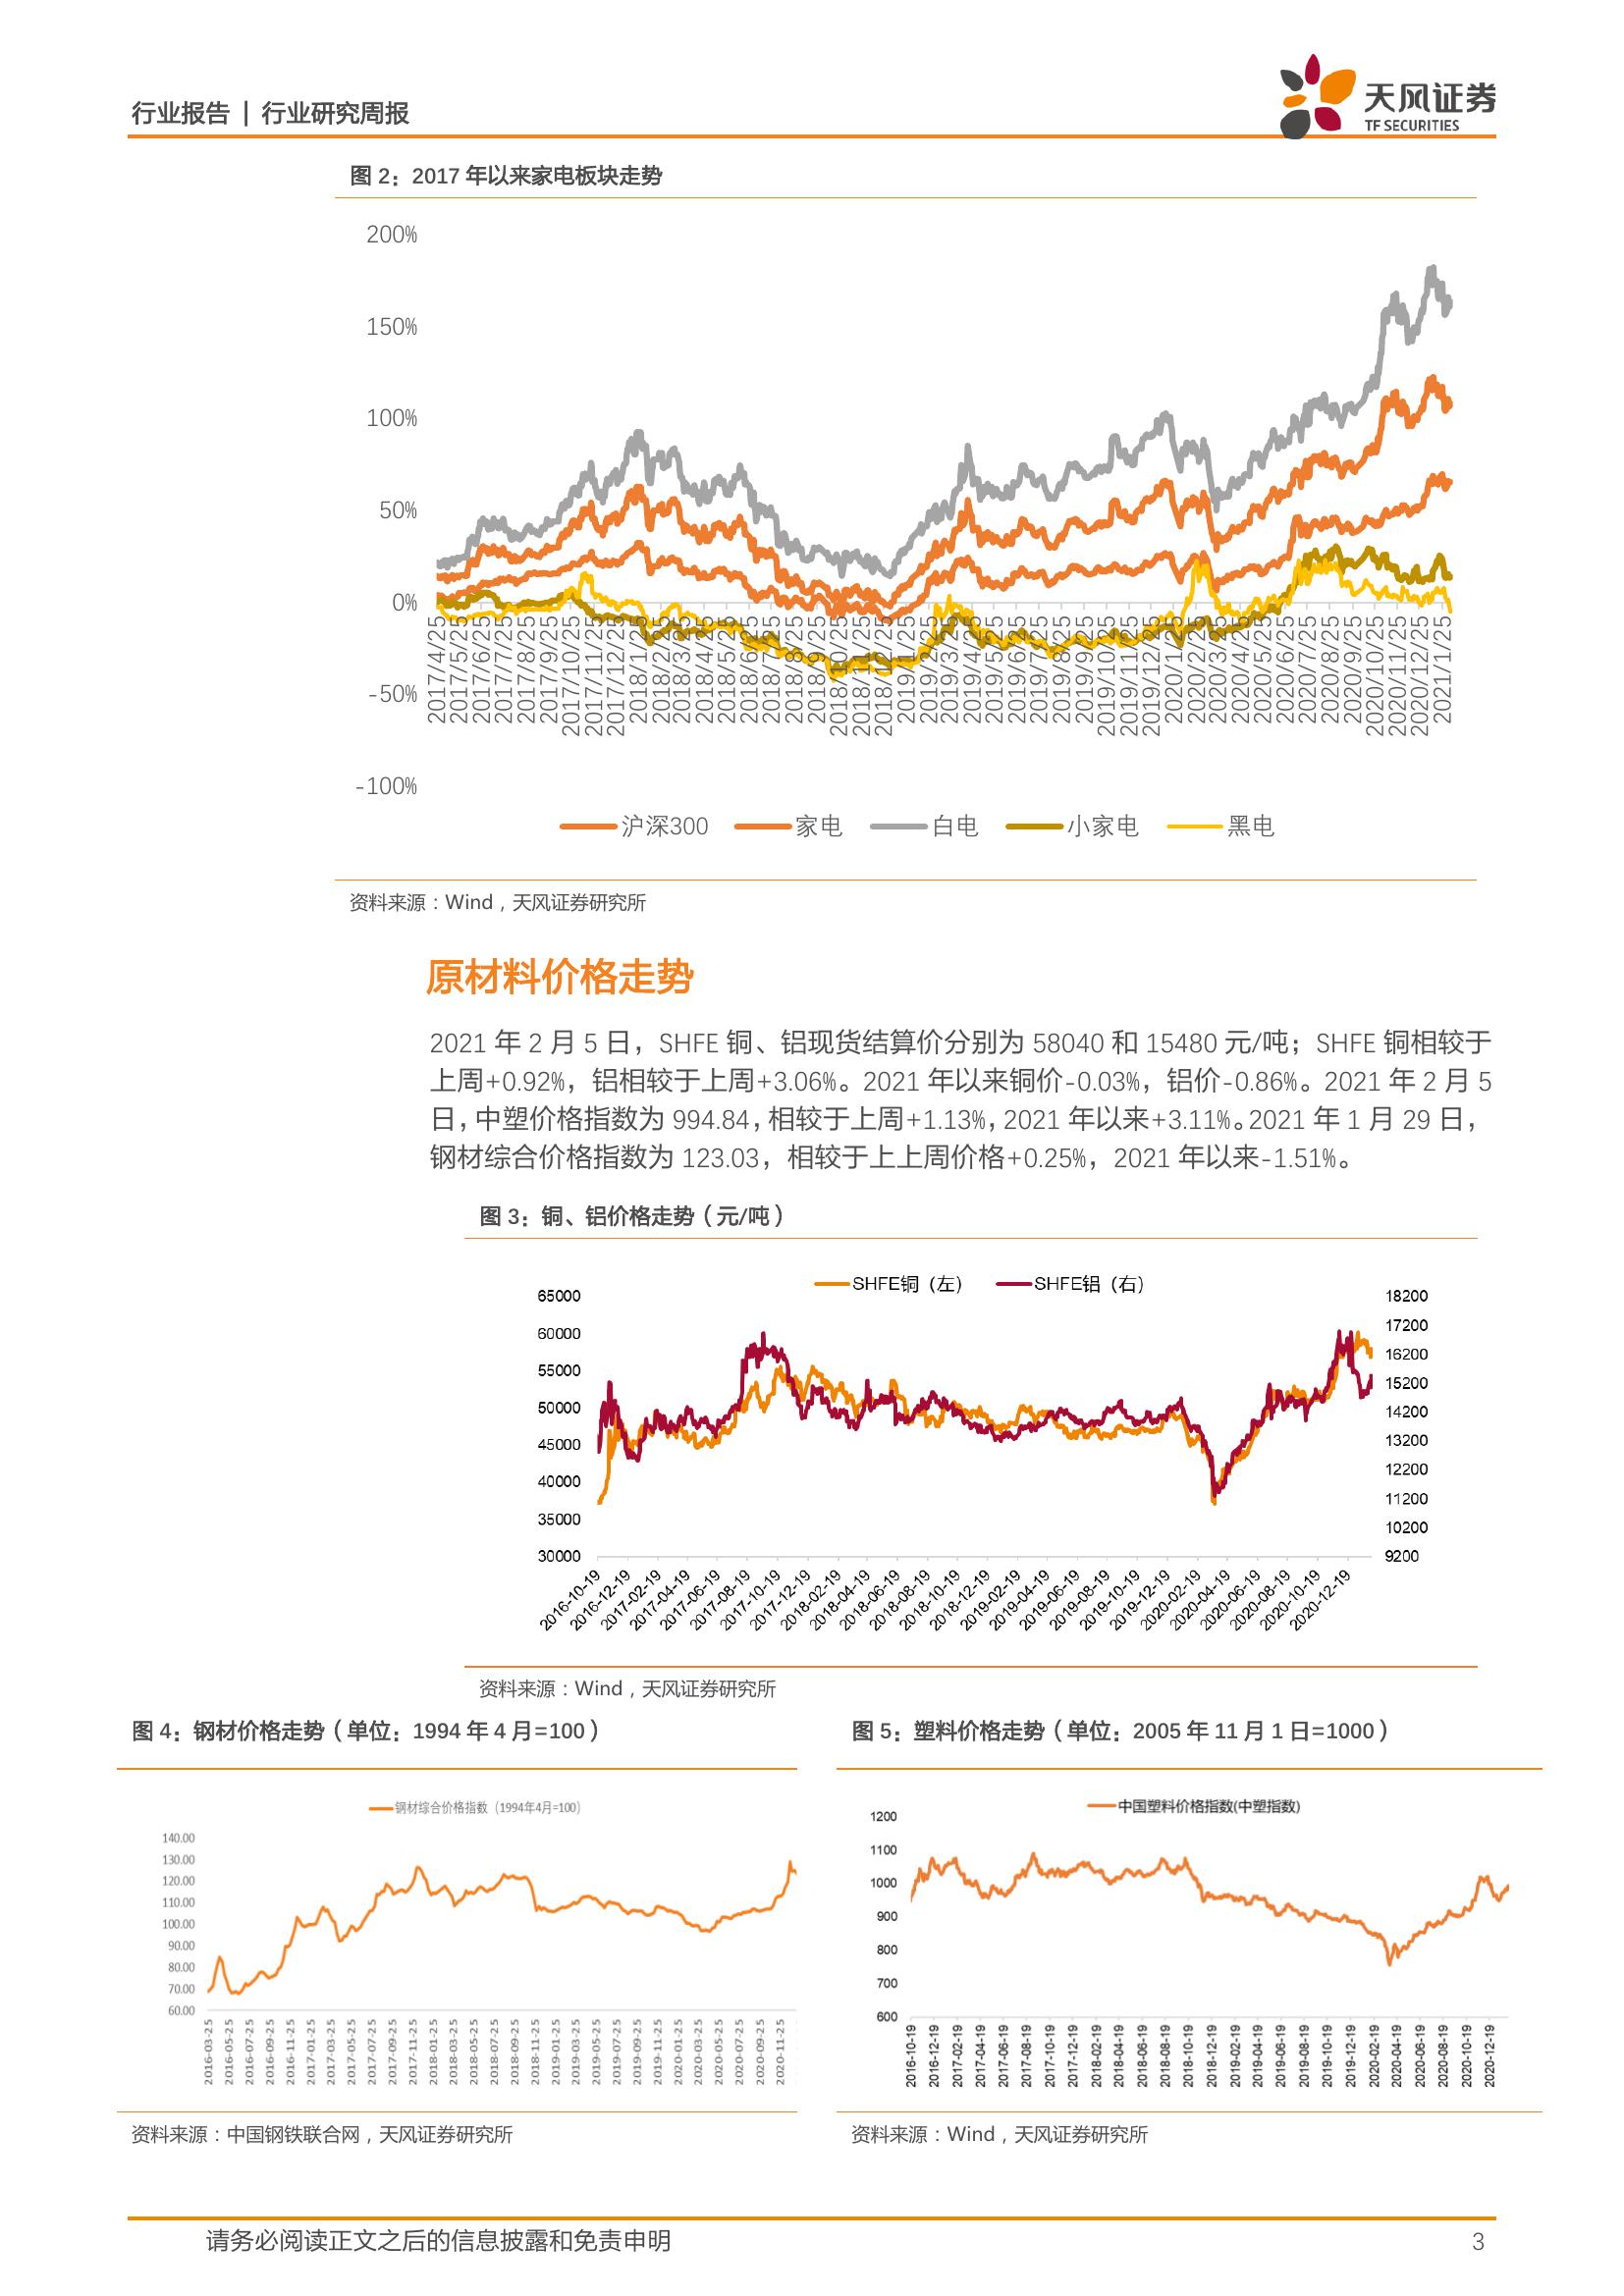 行业报告 | 行业研究周报
天风证券
TF SECURITIES
图 2：2017 年以来家电板块走势
200%
150%
100%
50%
0%
-50%
-100%
2017/4/25 2017/5/25 2017/6/25 2017/7/25 2017/8/25 2017/9/25 2017/10/25 2017/11/25 2017/12/25 2018/1/25 2018/2/25 2018/3/25 2018/4/25 2018/5/25 2018/6/25 2018/7/25 2018/8/25 2018/9/25 2018/10/25 2018/11/25 2018/12/25 2019/1/25 2019/2/25 2019/3/25 2019/4/25 2019/5/25 2019/6/25 2019/7/25 2019/8/25 2019/9/25 2019/10/25 2019/11/25 2019/12/25 2020/1/25 2020/2/25 2020/3/25 2020/4/25 2020/5/25 2020/6/25 2020/7/25 2020/8/25 2020/9/25 2020/10/25 2020/11/25 2020/12/25 2021/1/25
沪深300 家电 白电 小家电 黑电
资料来源：Wind，天风证券研究所
原材料价格走势
2021 年 2 月 5 日，SHFE 铜、铝现货结算价分别为 58040 和 15480 元/吨；SHFE 铜相较于
上周+0.92%，铝相较于上周+3.06%。2021 年以来铜价-0.03%，铝价-0.86%。2021 年 2 月 5
日，中塑价格指数为 994.84，相较于上周+1.13%，2021 年以来+3.11%。2021 年 1 月 29 日，
钢材综合价格指数为 123.03，相较于上上周价格+0.25%，2021 年以来-1.51%。
图 3：铜、铝价格走势（元/吨）
SHFE铜（左） SHFE铝（右）
65000 18200
60000 17200
55000 16200
50000 15200
45000 14200
40000 13200
35000 12200
30000 11200
10200
9200
2016-10-19 2016-12-19 2017-02-19 2017-04-19 2017-06-19 2017-08-19 2017-10-19 2017-12-19 2018-02-19 2018-04-19 2018-06-19 2018-08-19 2018-10-19 2018-12-19 2019-02-19 2019-04-19 2019-06-19 2019-08-19 2019-10-19 2019-12-19 2020-02-19 2020-04-19 2020-06-19 2020-08-19 2020-10-19 2020-12-19
资料来源：Wind，天风证券研究所
图 4：钢材价格走势（单位：1994 年 4 月=100）
钢材综合价格指数（1994年4月=100）
140.00
130.00
120.00
110.00
100.00
90.00
80.00
70.00
60.00
2016-03-25 2016-05-25 2016-07-25 2016-09-25 2016-11-25 2017-01-25 2017-03-25 2017-05-25 2017-07-25 2017-09-25 2017-11-25 2018-01-25 2018-03-25 2018-05-25 2018-07-25 2018-09-25 2018-11-25 2019-01-25 2019-03-25 2019-05-25 2019-07-25 2019-09-25 2019-11-25 2020-01-25 2020-03-25 2020-05-25 2020-07-25 2020-09-25 2020-11-25
资料来源：中国钢铁联合网，天风证券研究所
图 5：塑料价格走势（单位：2005 年 11 月 1 日=1000）
中国塑料价格指数(中塑指数)
1200
1100
1000
900
800
700
600
2016-10-19 2016-12-19 2017-02-19 2017-04-19 2017-06-19 2017-08-19 2017-10-19 2017-12-19 2018-02-19 2018-04-19 2018-06-19 2018-08-19 2018-10-19 2018-12-19 2019-02-19 2019-04-19 2019-06-19 2019-08-19 2019-10-19 2019-12-19 2020-02-19 2020-04-19 2020-06-19 2020-08-19 2020-10-19 2020-12-19
资料来源：Wind，天风证券研究所
请务必阅读正文之后的信息披露和免责申明 3